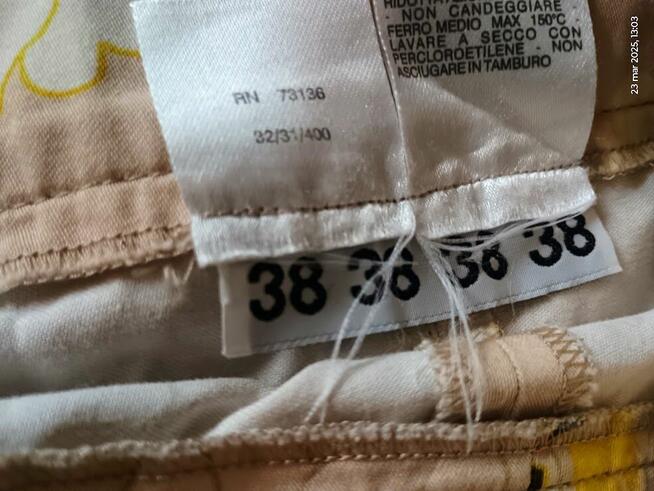 RIDOTTA
- NON CANDEGGIARE -
FERRO MEDIO MAX 150°C
LAVARE A SECCO CON
PERCLOROETILENE - NON
ASCIUGARE IN TAMBURO
RN 73136
32/31/400
38 38 38 38
23 mar 2025, 13:03